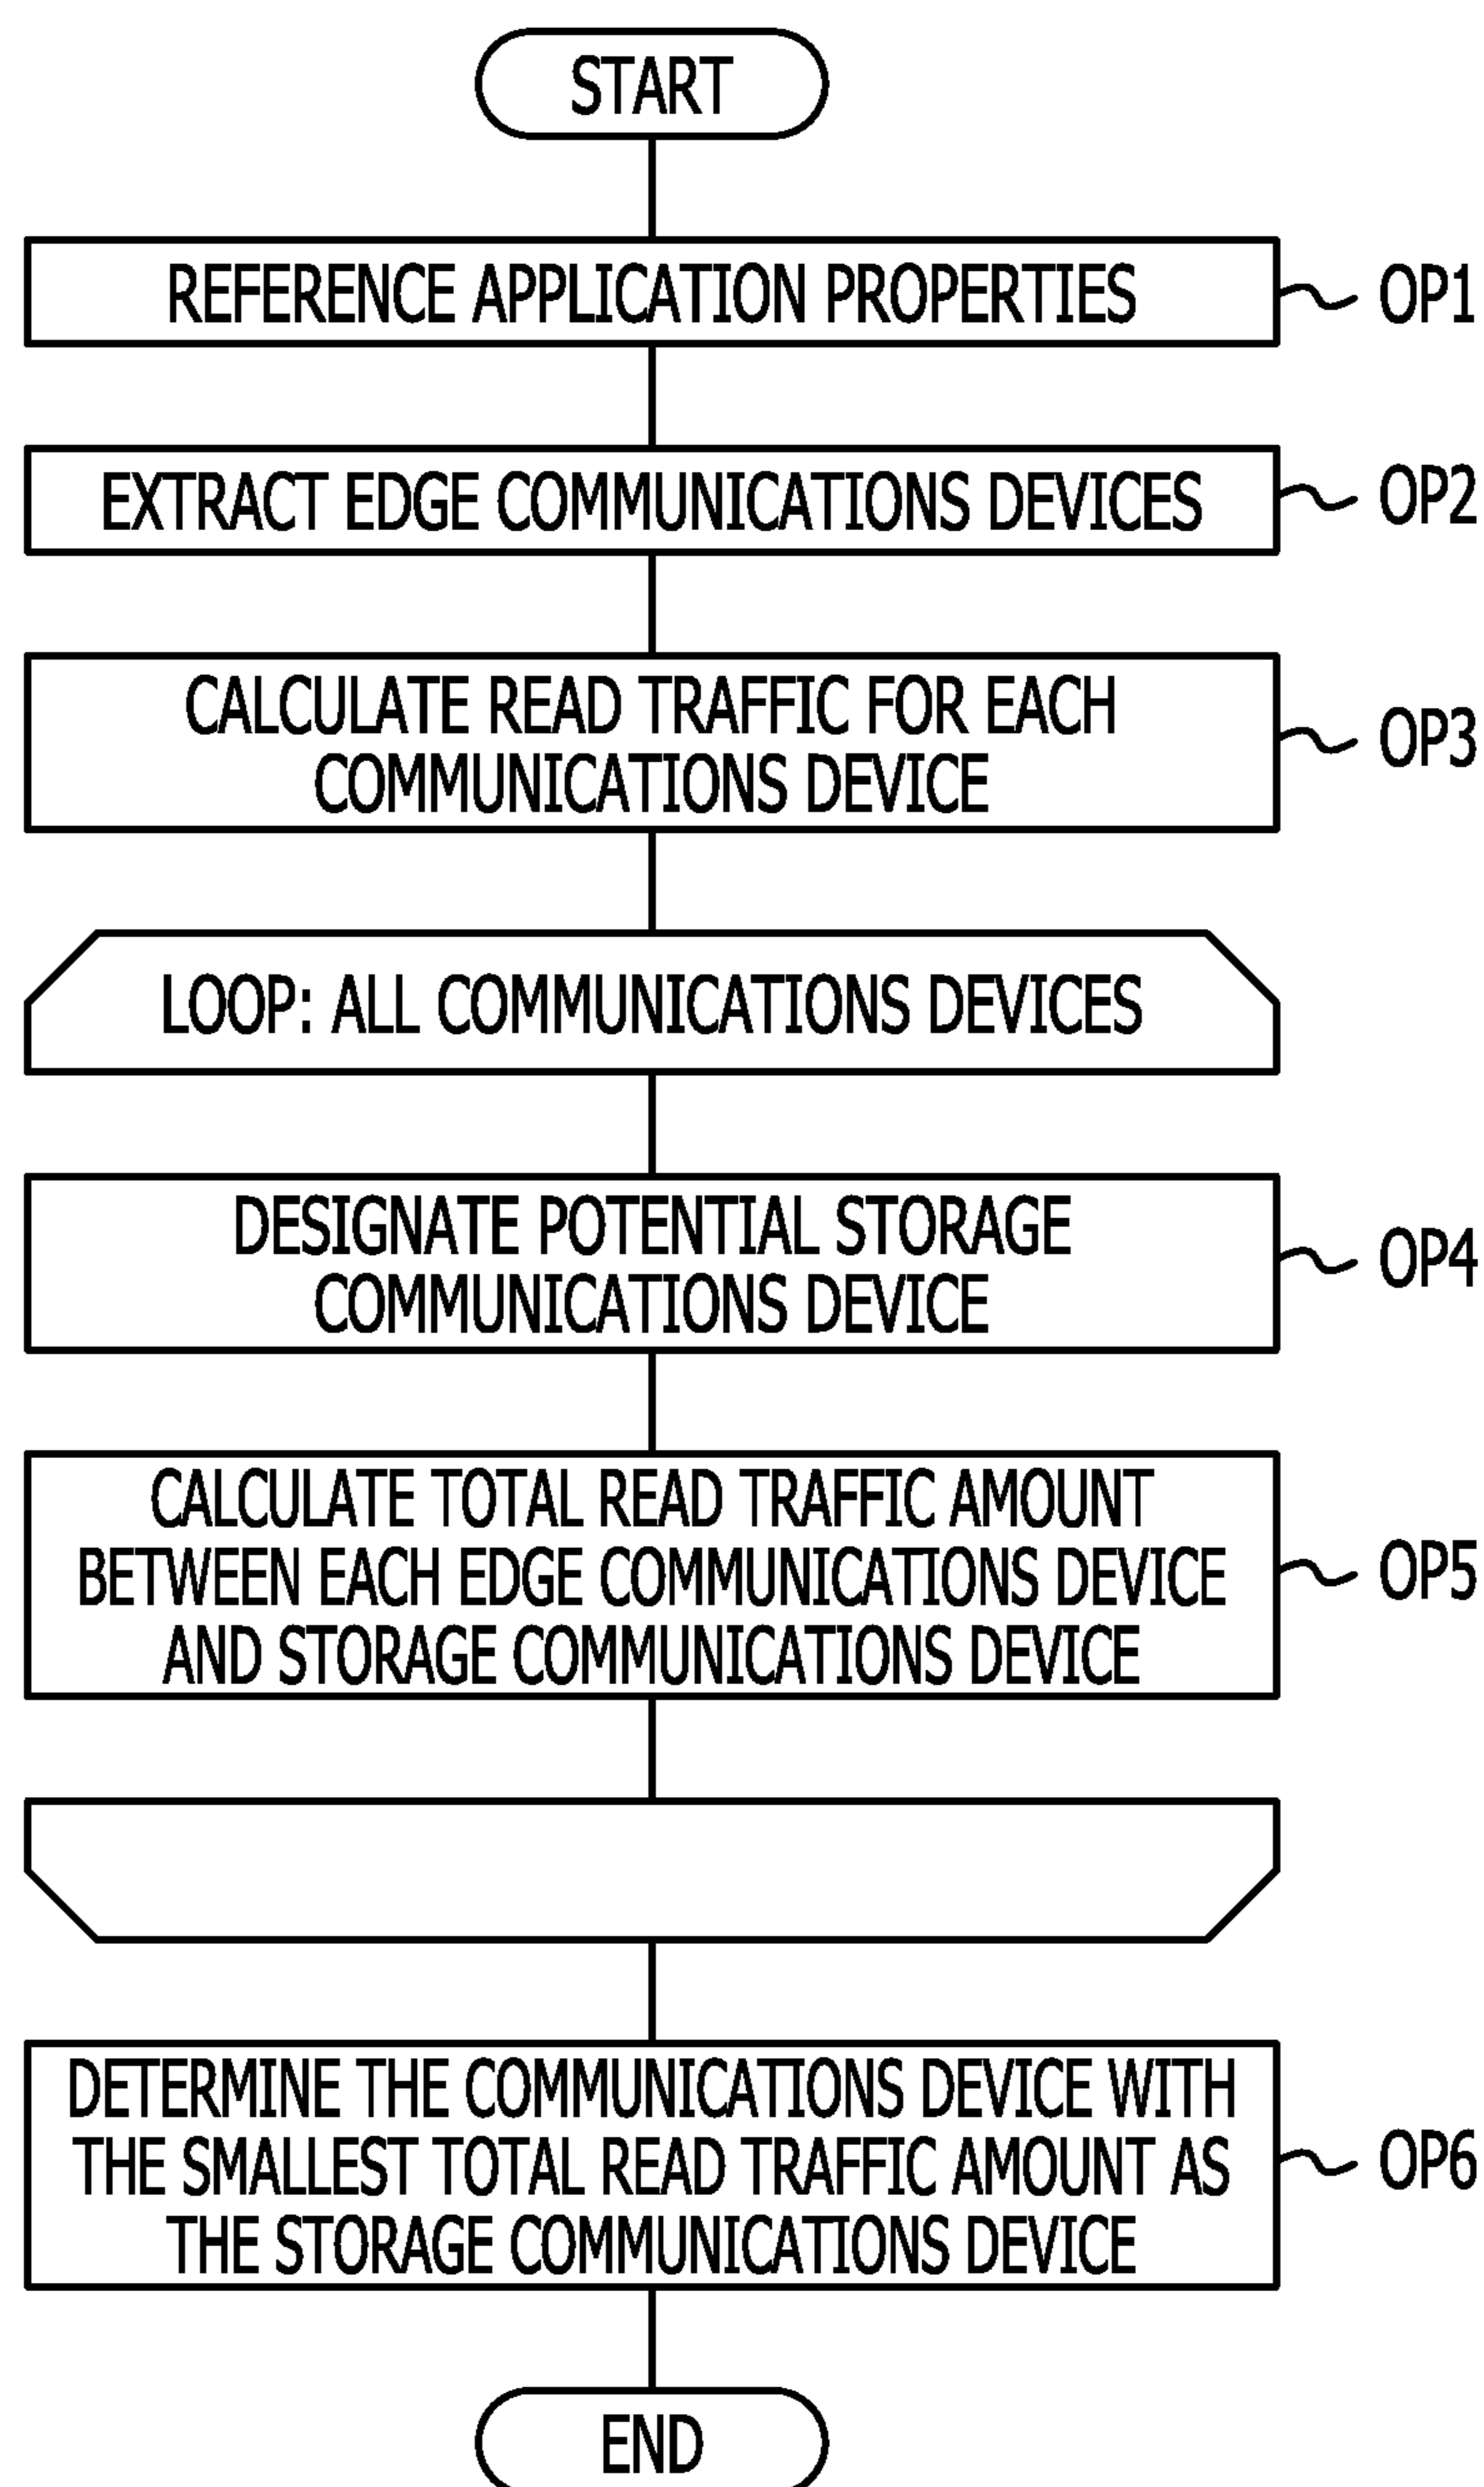 START
REFERENCE APPLICATION PROPERTIES
OP1
EXTRACT EDGE COMMUNICATIONS DEVICES
OP2
CALCULATE READ TRAFFIC FOR EACH
COMMUNICATIONS DEVICE
OP3
LOOP: ALL COMMUNICATIONS DEVICES
DESIGNATE POTENTIAL STORAGE
COMMUNICATIONS DEVICE
OP4
CALCULATE TOTAL READ TRAFFIC AMOUNT
BETWEEN EACH EDGE COMMUNICATIONS DEVICE
AND STORAGE COMMUNICATIONS DEVICE
OP5
DETERMINE THE COMMUNICATIONS DEVICE WITH
THE SMALLEST TOTAL READ TRAFFIC AMOUNT AS
THE STORAGE COMMUNICATIONS DEVICE
OP6
END